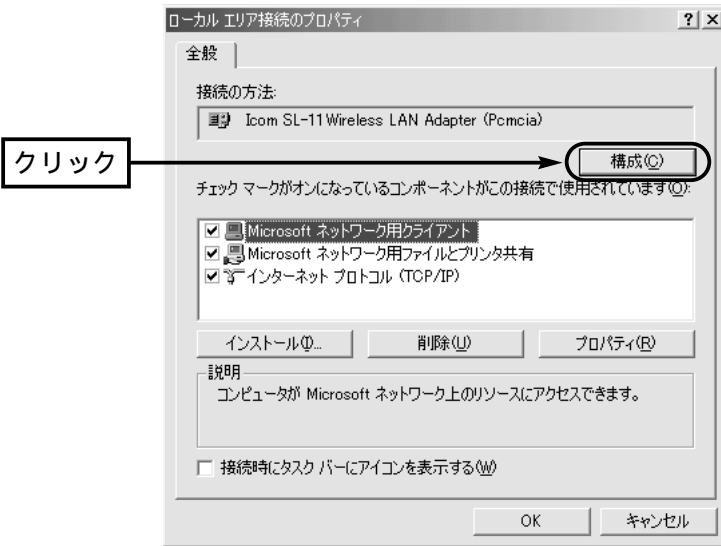 ローカル エリア接続のプロパティ
? ×
全般
接続の方法:
Icom SL-11 Wireless LAN Adapter (Pcmcia)
クリック
構成(C)
チェック マークがオンになっているコンポーネントがこの接続で使用されています(O):
Microsoft ネットワーク用クライアント
Microsoft ネットワーク用ファイルとプリンタ共有
インターネット プロトコル (TCP/IP)
インストール(I)... 削除(U) プロパティ(R)
説明
コンピュータが Microsoft ネットワーク上のリソースにアクセスできます。
接続時にタスク バーにアイコンを表示する(W)
OK キャンセル